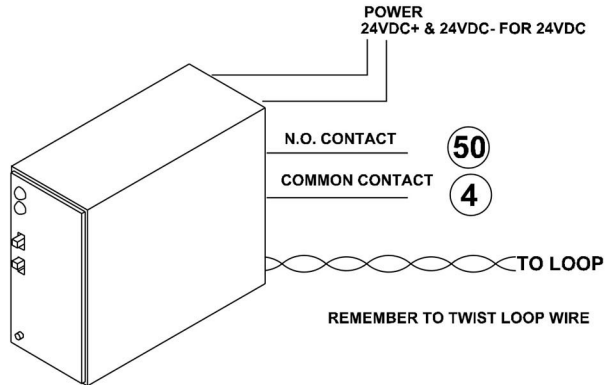 POWER
24VDC+ & 24VDC- FOR 24VDC
N.O. CONTACT 50
COMMON CONTACT 4
TO LOOP
REMEMBER TO TWIST LOOP WIRE